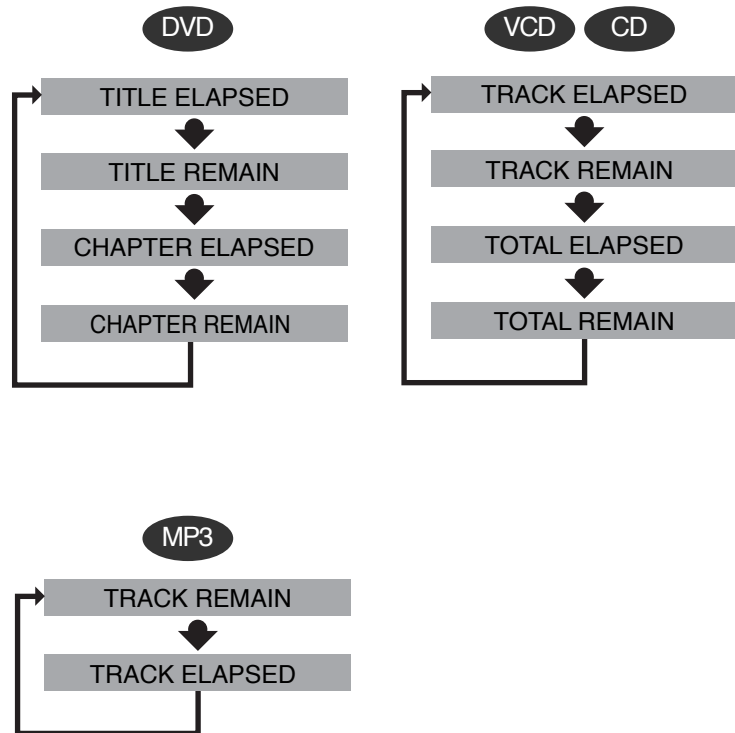 DVD
TITLE ELAPSED
TITLE REMAIN
CHAPTER ELAPSED
CHAPTER REMAIN
VCD CD
TRACK ELAPSED
TRACK REMAIN
TOTAL ELAPSED
TOTAL REMAIN
MP3
TRACK REMAIN
TRACK ELAPSED